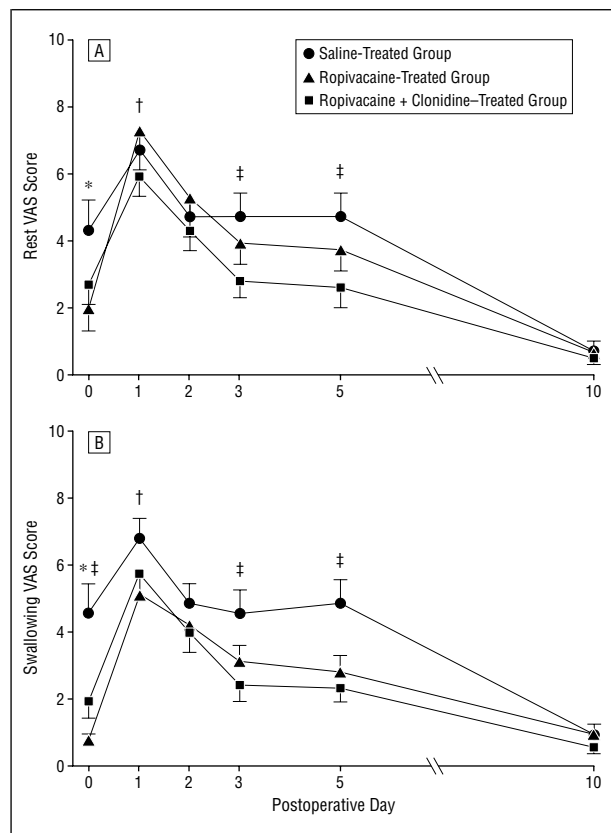 A
Saline-Treated Group
Ropivacaine-Treated Group
Ropivacaine + Clonidine–Treated Group
Rest VAS Score
10
8
6
4
2
0
* † ‡ ‡
0 1 2 3 5 10
B
Swallowing VAS Score
10
8
6
4
2
0
*‡ † ‡ ‡
0 1 2 3 5 10
Postoperative Day